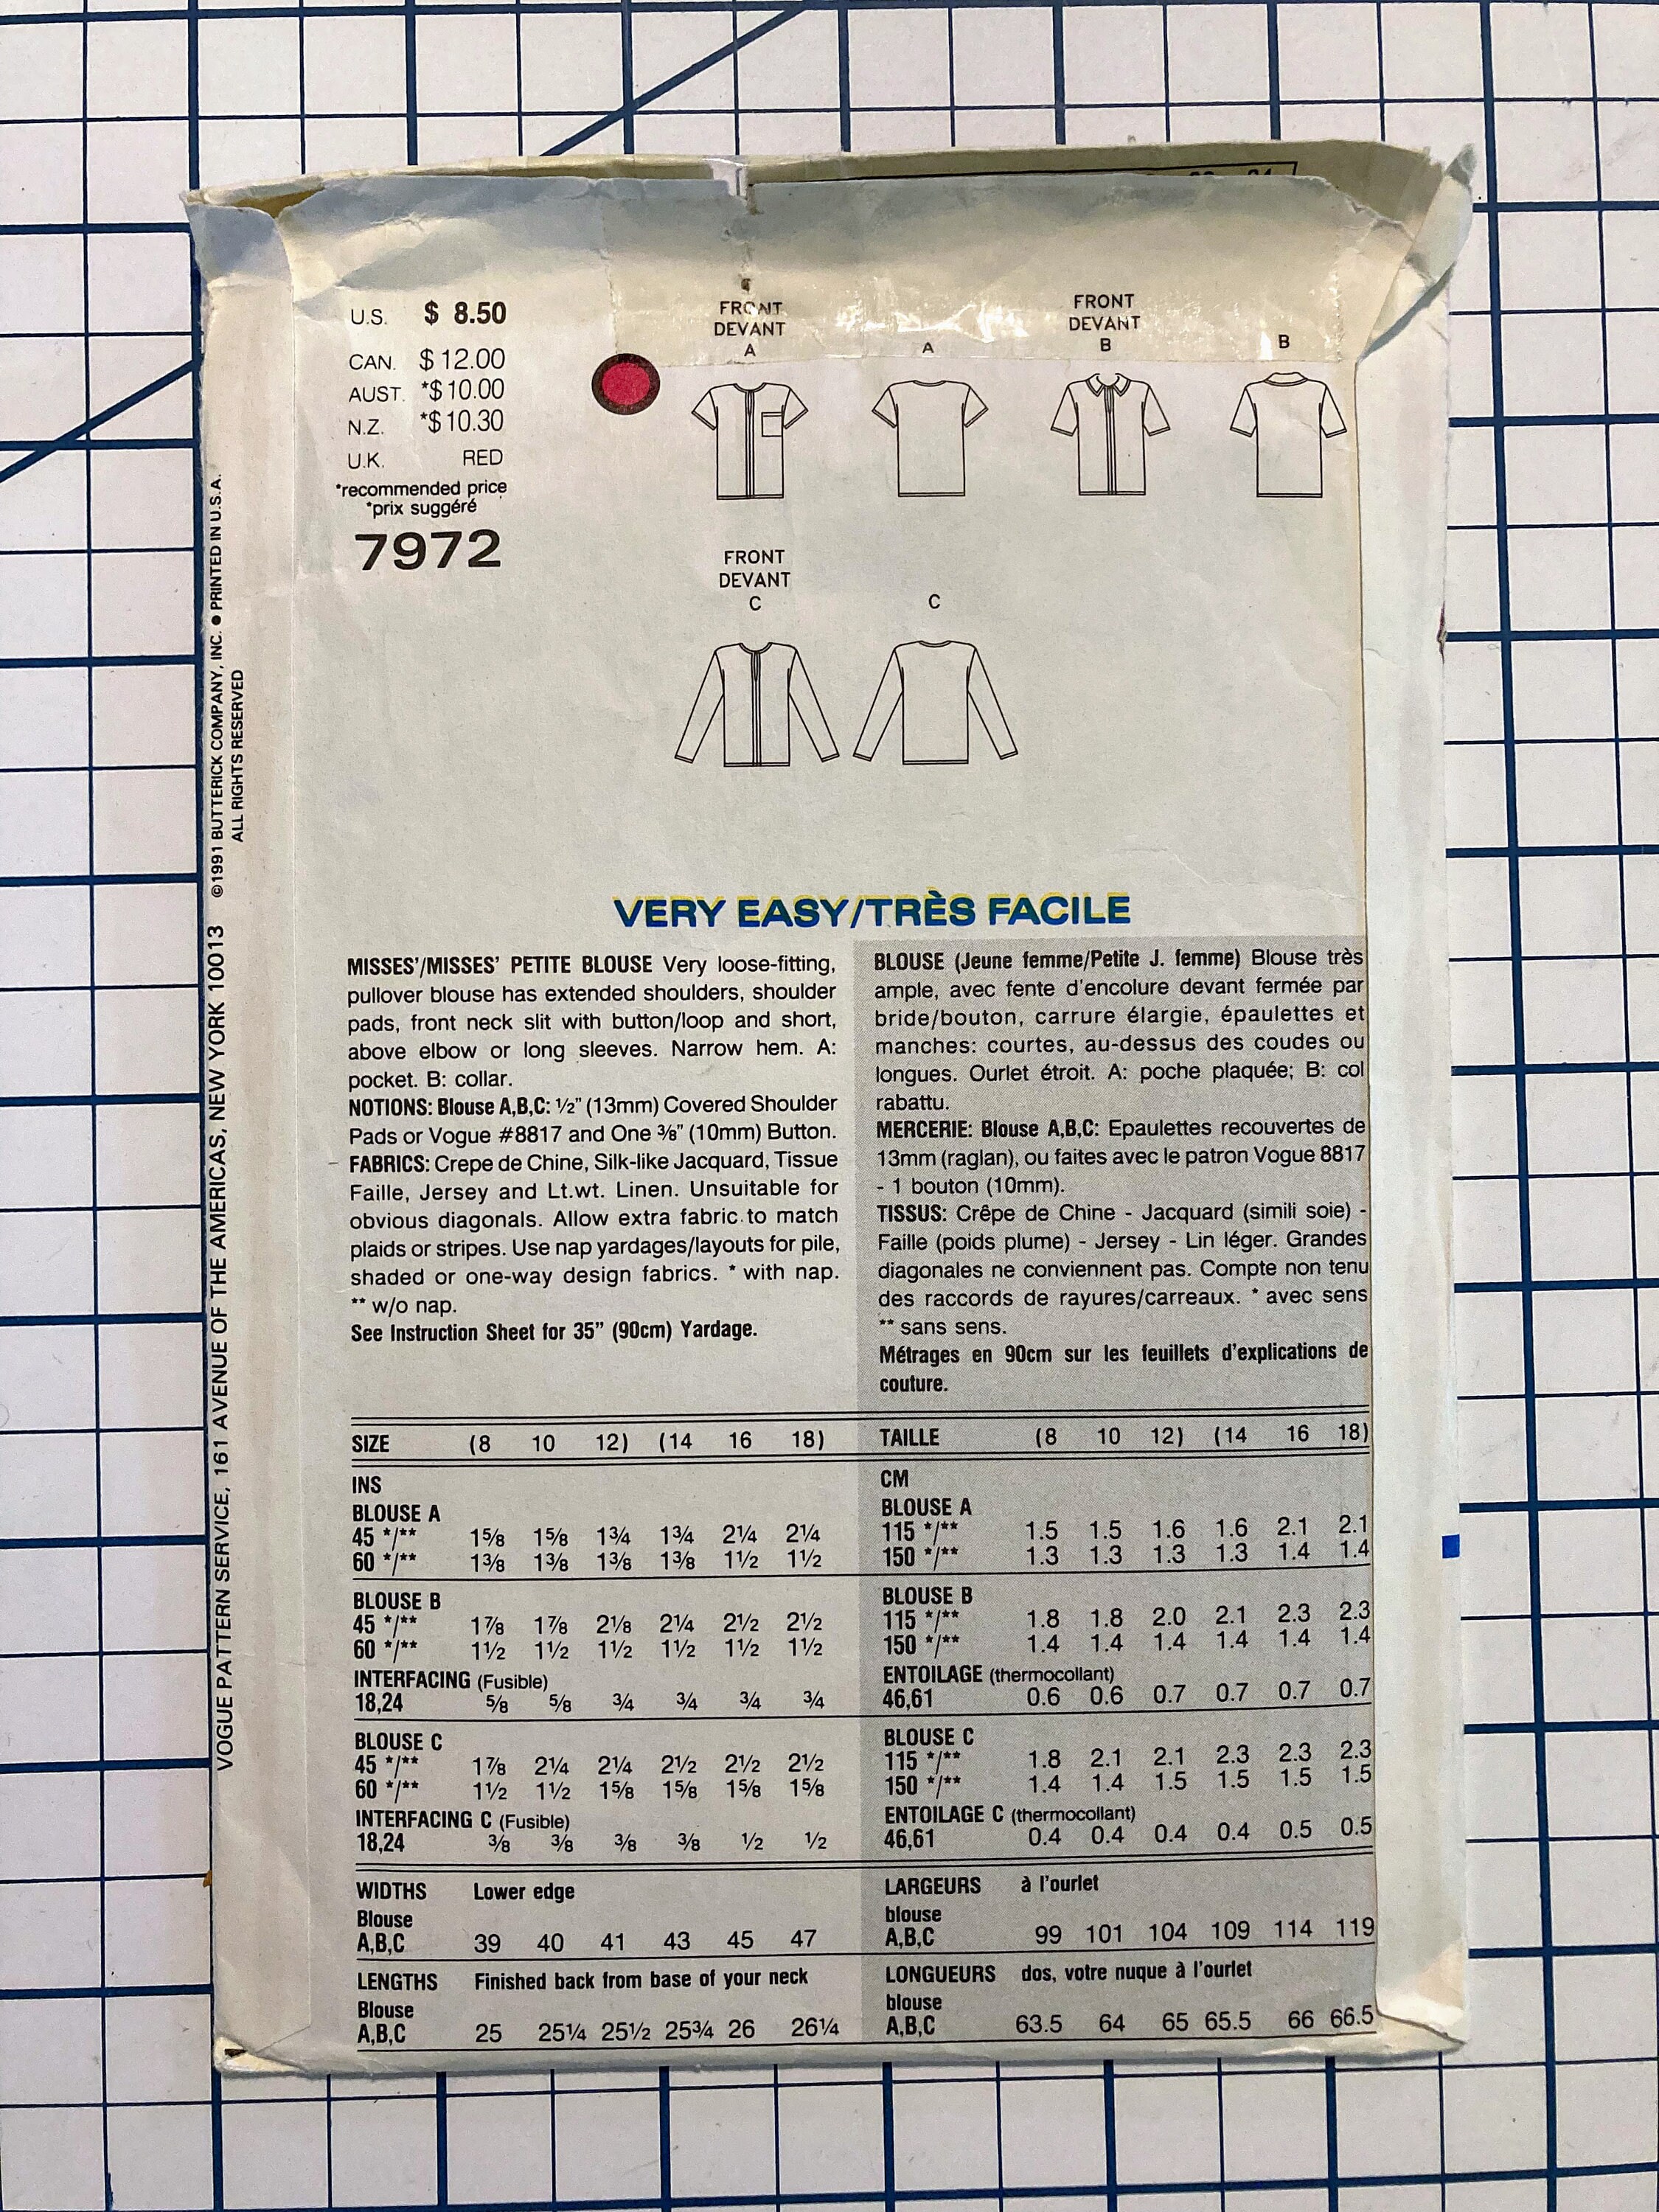 U.S. $ 8.50
CAN. $ 12.00
AUST. *$ 10.00
N.Z. *$ 10.30
U.K. RED
*recommended price
*prix suggéré
7972
FRONT
DEVANT
A
A
FRONT
DEVANT
B
B
FRONT
DEVANT
C
C
VOGUE PATTERN SERVICE, 161 AVENUE OF THE AMERICAS, NEW YORK 10013 ©1991 BUTTERICK COMPANY, INC. ● PRINTED IN U.S.A.
ALL RIGHTS RESERVED
VERY EASY/TRÈS FACILE
MISSES'/MISSES' PETITE BLOUSE Very loose-fitting,
pullover blouse has extended shoulders, shoulder
pads, front neck slit with button/loop and short,
above elbow or long sleeves. Narrow hem. A:
pocket. B: collar.
NOTIONS: Blouse A,B,C: ½" (13mm) Covered Shoulder
Pads or Vogue #8817 and One ⅜" (10mm) Button.
FABRICS: Crepe de Chine, Silk-like Jacquard, Tissue
Faille, Jersey and Lt.wt. Linen. Unsuitable for
obvious diagonals. Allow extra fabric to match
plaids or stripes. Use nap yardages/layouts for pile,
shaded or one-way design fabrics. * with nap.
** w/o nap.
See Instruction Sheet for 35" (90cm) Yardage.
BLOUSE (Jeune femme/Petite J. femme) Blouse très
ample, avec fente d'encolure devant fermée par
bride/bouton, carrure élargie, épaulettes et
manches: courtes, au-dessus des coudes ou
longues. Ourlet étroit. A: poche plaquée; B: col
rabattu.
MERCERIE: Blouse A,B,C: Epaulettes recouvertes de
13mm (raglan), ou faites avec le patron Vogue 8817
- 1 bouton (10mm).
TISSUS: Crêpe de Chine - Jacquard (simili soie) -
Faille (poids plume) - Jersey - Lin léger. Grandes
diagonales ne conviennent pas. Compte non tenu
des raccords de rayures/carreaux. * avec sens
** sans sens.
Métrages en 90cm sur les feuillets d'explications de
couture.
SIZE (8 10 12) (14 16 18)
INS
BLOUSE A
45 */** 1⅝ 1⅝ 1¾ 1¾ 2¼ 2¼
60 */** 1⅜ 1⅜ 1⅜ 1⅜ 1½ 1½
BLOUSE B
45 */** 1⅞ 1⅞ 2⅛ 2¼ 2½ 2½
60 */** 1½ 1½ 1½ 1½ 1½ 1½
INTERFACING (Fusible)
18,24 ⅝ ⅝ ¾ ¾ ¾ ¾
BLOUSE C
45 */** 1⅞ 2¼ 2¼ 2½ 2½ 2½
60 */** 1½ 1½ 1⅝ 1⅝ 1⅝ 1⅝
INTERFACING C (Fusible)
18,24 ⅜ ⅜ ⅜ ⅜ ½ ½
WIDTHS Lower edge
Blouse
A,B,C 39 40 41 43 45 47
LENGTHS Finished back from base of your neck
Blouse
A,B,C 25 25¼ 25½ 25¾ 26 26¼
TAILLE (8 10 12) (14 16 18)
CM
BLOUSE A
115 */** 1.5 1.5 1.6 1.6 2.1 2.1
150 */** 1.3 1.3 1.3 1.3 1.4 1.4
BLOUSE B
115 */** 1.8 1.8 2.0 2.1 2.3 2.3
150 */** 1.4 1.4 1.4 1.4 1.4 1.4
ENTOILAGE (thermocollant)
46,61 0.6 0.6 0.7 0.7 0.7 0.7
BLOUSE C
115 */** 1.8 2.1 2.1 2.3 2.3 2.3
150 */** 1.4 1.4 1.5 1.5 1.5 1.5
ENTOILAGE C (thermocollant)
46,61 0.4 0.4 0.4 0.4 0.5 0.5
LARGEURS à l'ourlet
blouse
A,B,C 99 101 104 109 114 119
LONGUEURS dos, votre nuque à l'ourlet
blouse
A,B,C 63.5 64 65 65.5 66 66.5